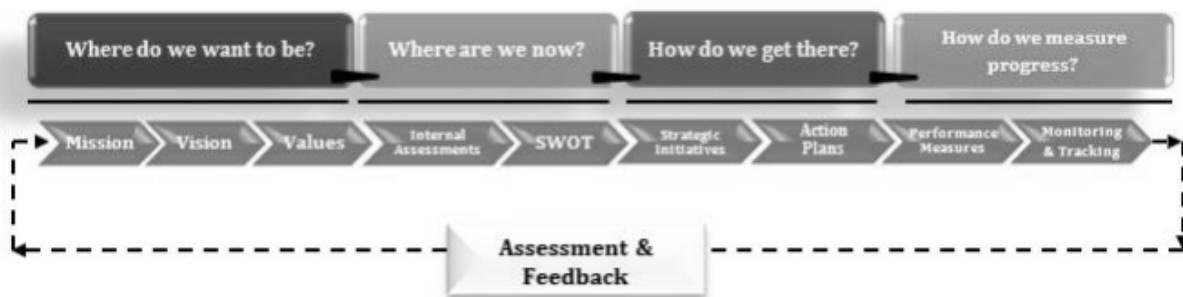 Where do we want to be?
Where are we now?
How do we get there?
How do we measure
progress?
Mission
Vision
Values
Internal
Assessments
SWOT
Strategic
Initiatives
Action
Plans
Performance
Measures
Monitoring
& Tracking
Assessment &
Feedback